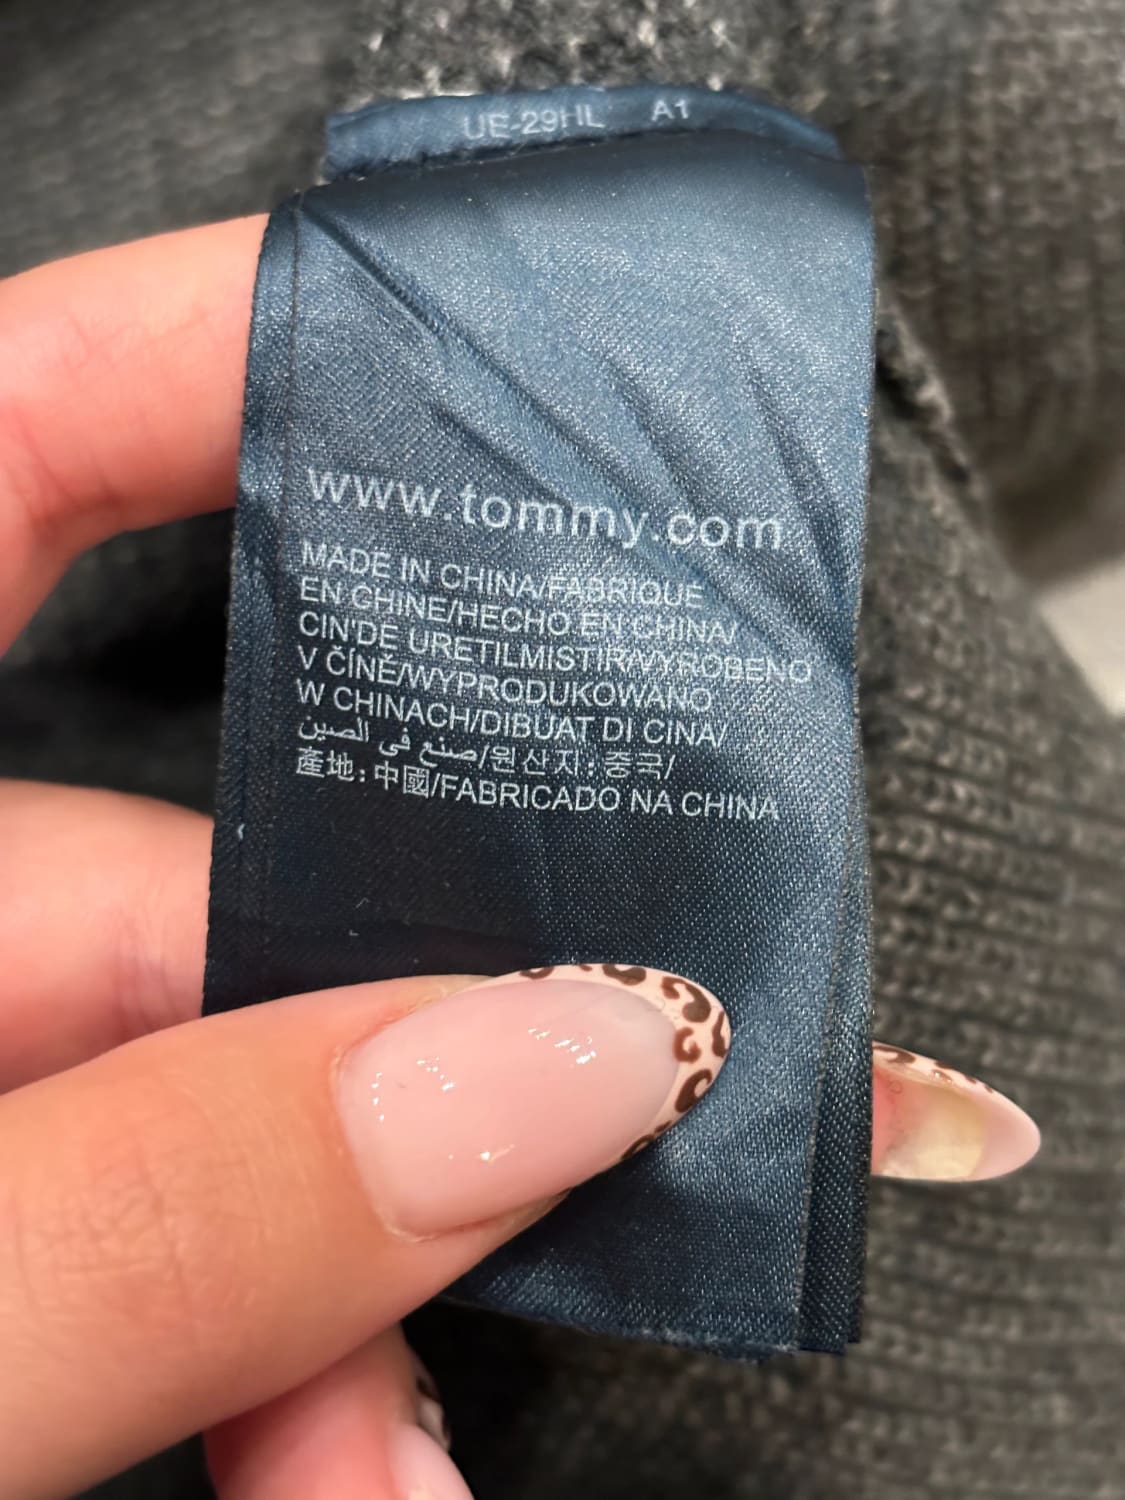 UE-29HL A1
www.tommy.com
MADE IN CHINA/FABRIQUE
EN CHINE/HECHO EN CHINA/
CIN'DE URETILMISTIR/VYROBENO
V ČÍNĚ/WYPRODUKOWANO
W CHINACH/DIBUAT DI CINA/
صنع في الصين/원산지:중국/
產地:中國/FABRICADO NA CHINA